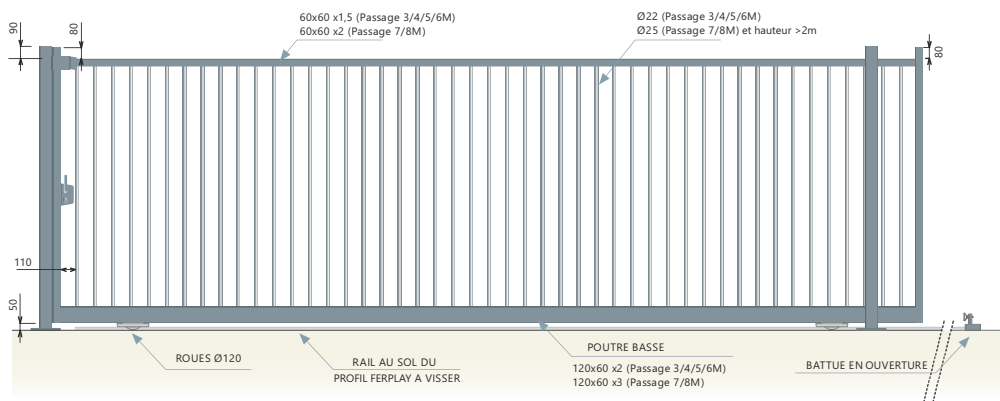 90
80
60x60 x1,5 (Passage 3/4/5/6M)
60x60 x2 (Passage 7/8M)
Ø22 (Passage 3/4/5/6M)
Ø25 (Passage 7/8M) et hauteur >2m
80
110
50
ROUES Ø120
RAIL AU SOL DU
PROFIL FERPLAY A VISSER
POUTRE BASSE
120x60 x2 (Passage 3/4/5/6M)
120x60 x3 (Passage 7/8M)
BATTUE EN OUVERTURE